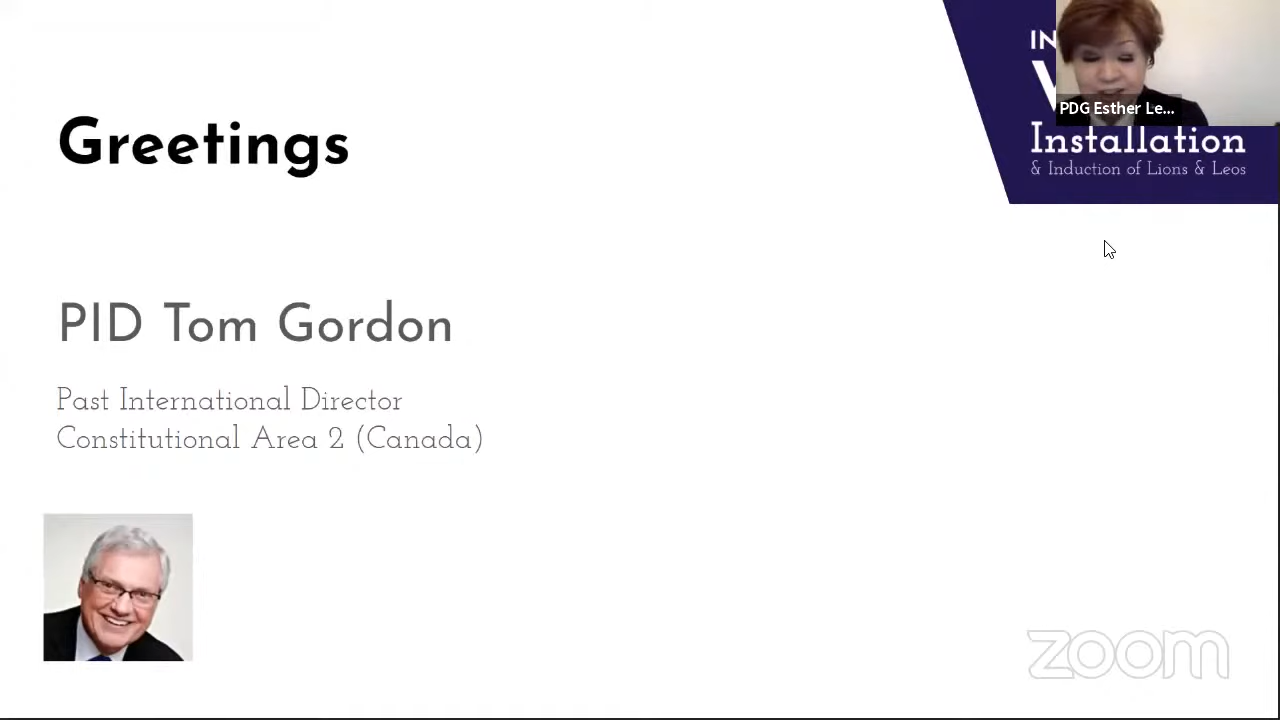 Greetings
PDG Esther Le...
Installation
& Induction of Lions & Leos
PID Tom Gordon
Past International Director
Constitutional Area 2 (Canada)
zoom